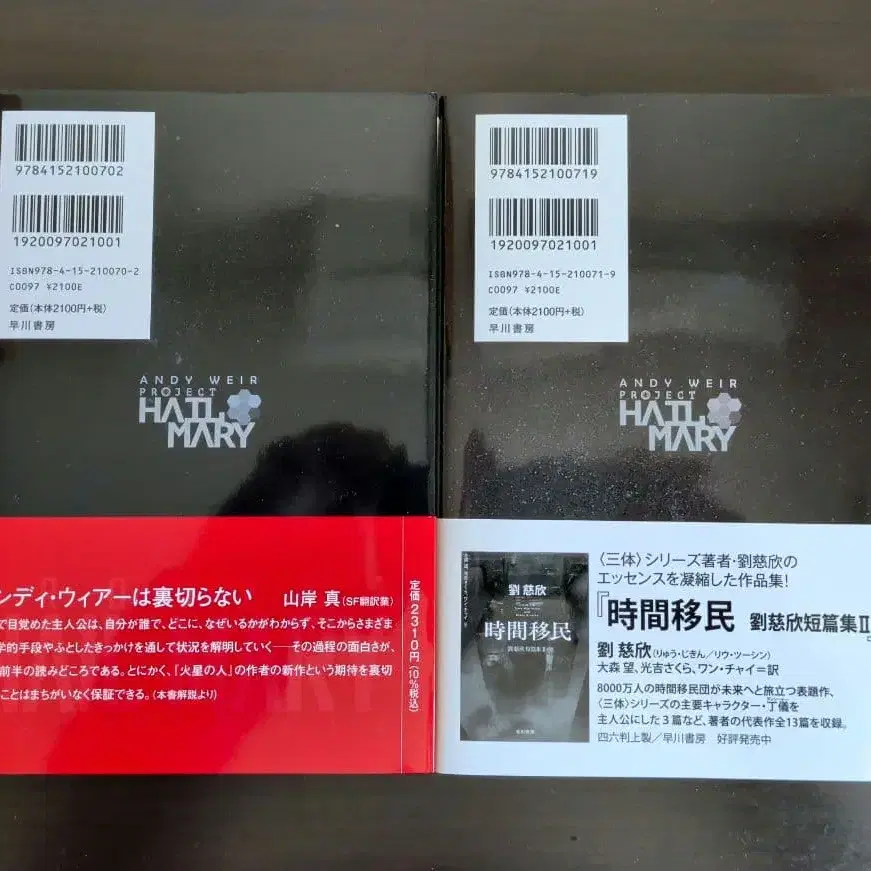 9784152100702
1920097021001
ISBN978-4-15-210070-2
C0097 ¥2100E
定価(本体2100円+税)
早川書房
ANDY WEIR
PROJECT
HAIL
MARY
ンディ・ウィアーは裏切らない 山岸 真(SF翻訳業)
で目覚めた主人公は、自分が誰で、どこに、なぜいるかがわからず、そこからさまざま
学的手段やふとしたきっかけを通して状況を解明していく——その過程の面白さが、
前半の読みどころである。とにかく、『火星の人』の作者の新作という期待を裏切
ことはまちがいなく保証できる。(本書解説より)
定価2310円(10%税込)
9784152100719
1920097021001
ISBN978-4-15-210071-9
C0097 ¥2100E
定価(本体2100円+税)
早川書房
ANDY WEIR
PROJECT
HAIL
MARY
劉慈欣
時間移民
劉慈欣短篇集Ⅱ
早川書房
〈三体〉シリーズ著者・劉慈欣の
エッセンスを凝縮した作品集!
『時間移民 劉慈欣短篇集Ⅱ
劉 慈欣(りゅう・じきん/リウ・ツーシン)
大森 望、光吉さくら、ワン・チャイ=訳
8000万人の時間移民団が未来へと旅立つ表題作、
〈三体〉シリーズの主要キャラクター・丁儀を
主人公にした3篇など、著者の代表作全13篇を収録。
四六判上製/早川書房 好評発売中